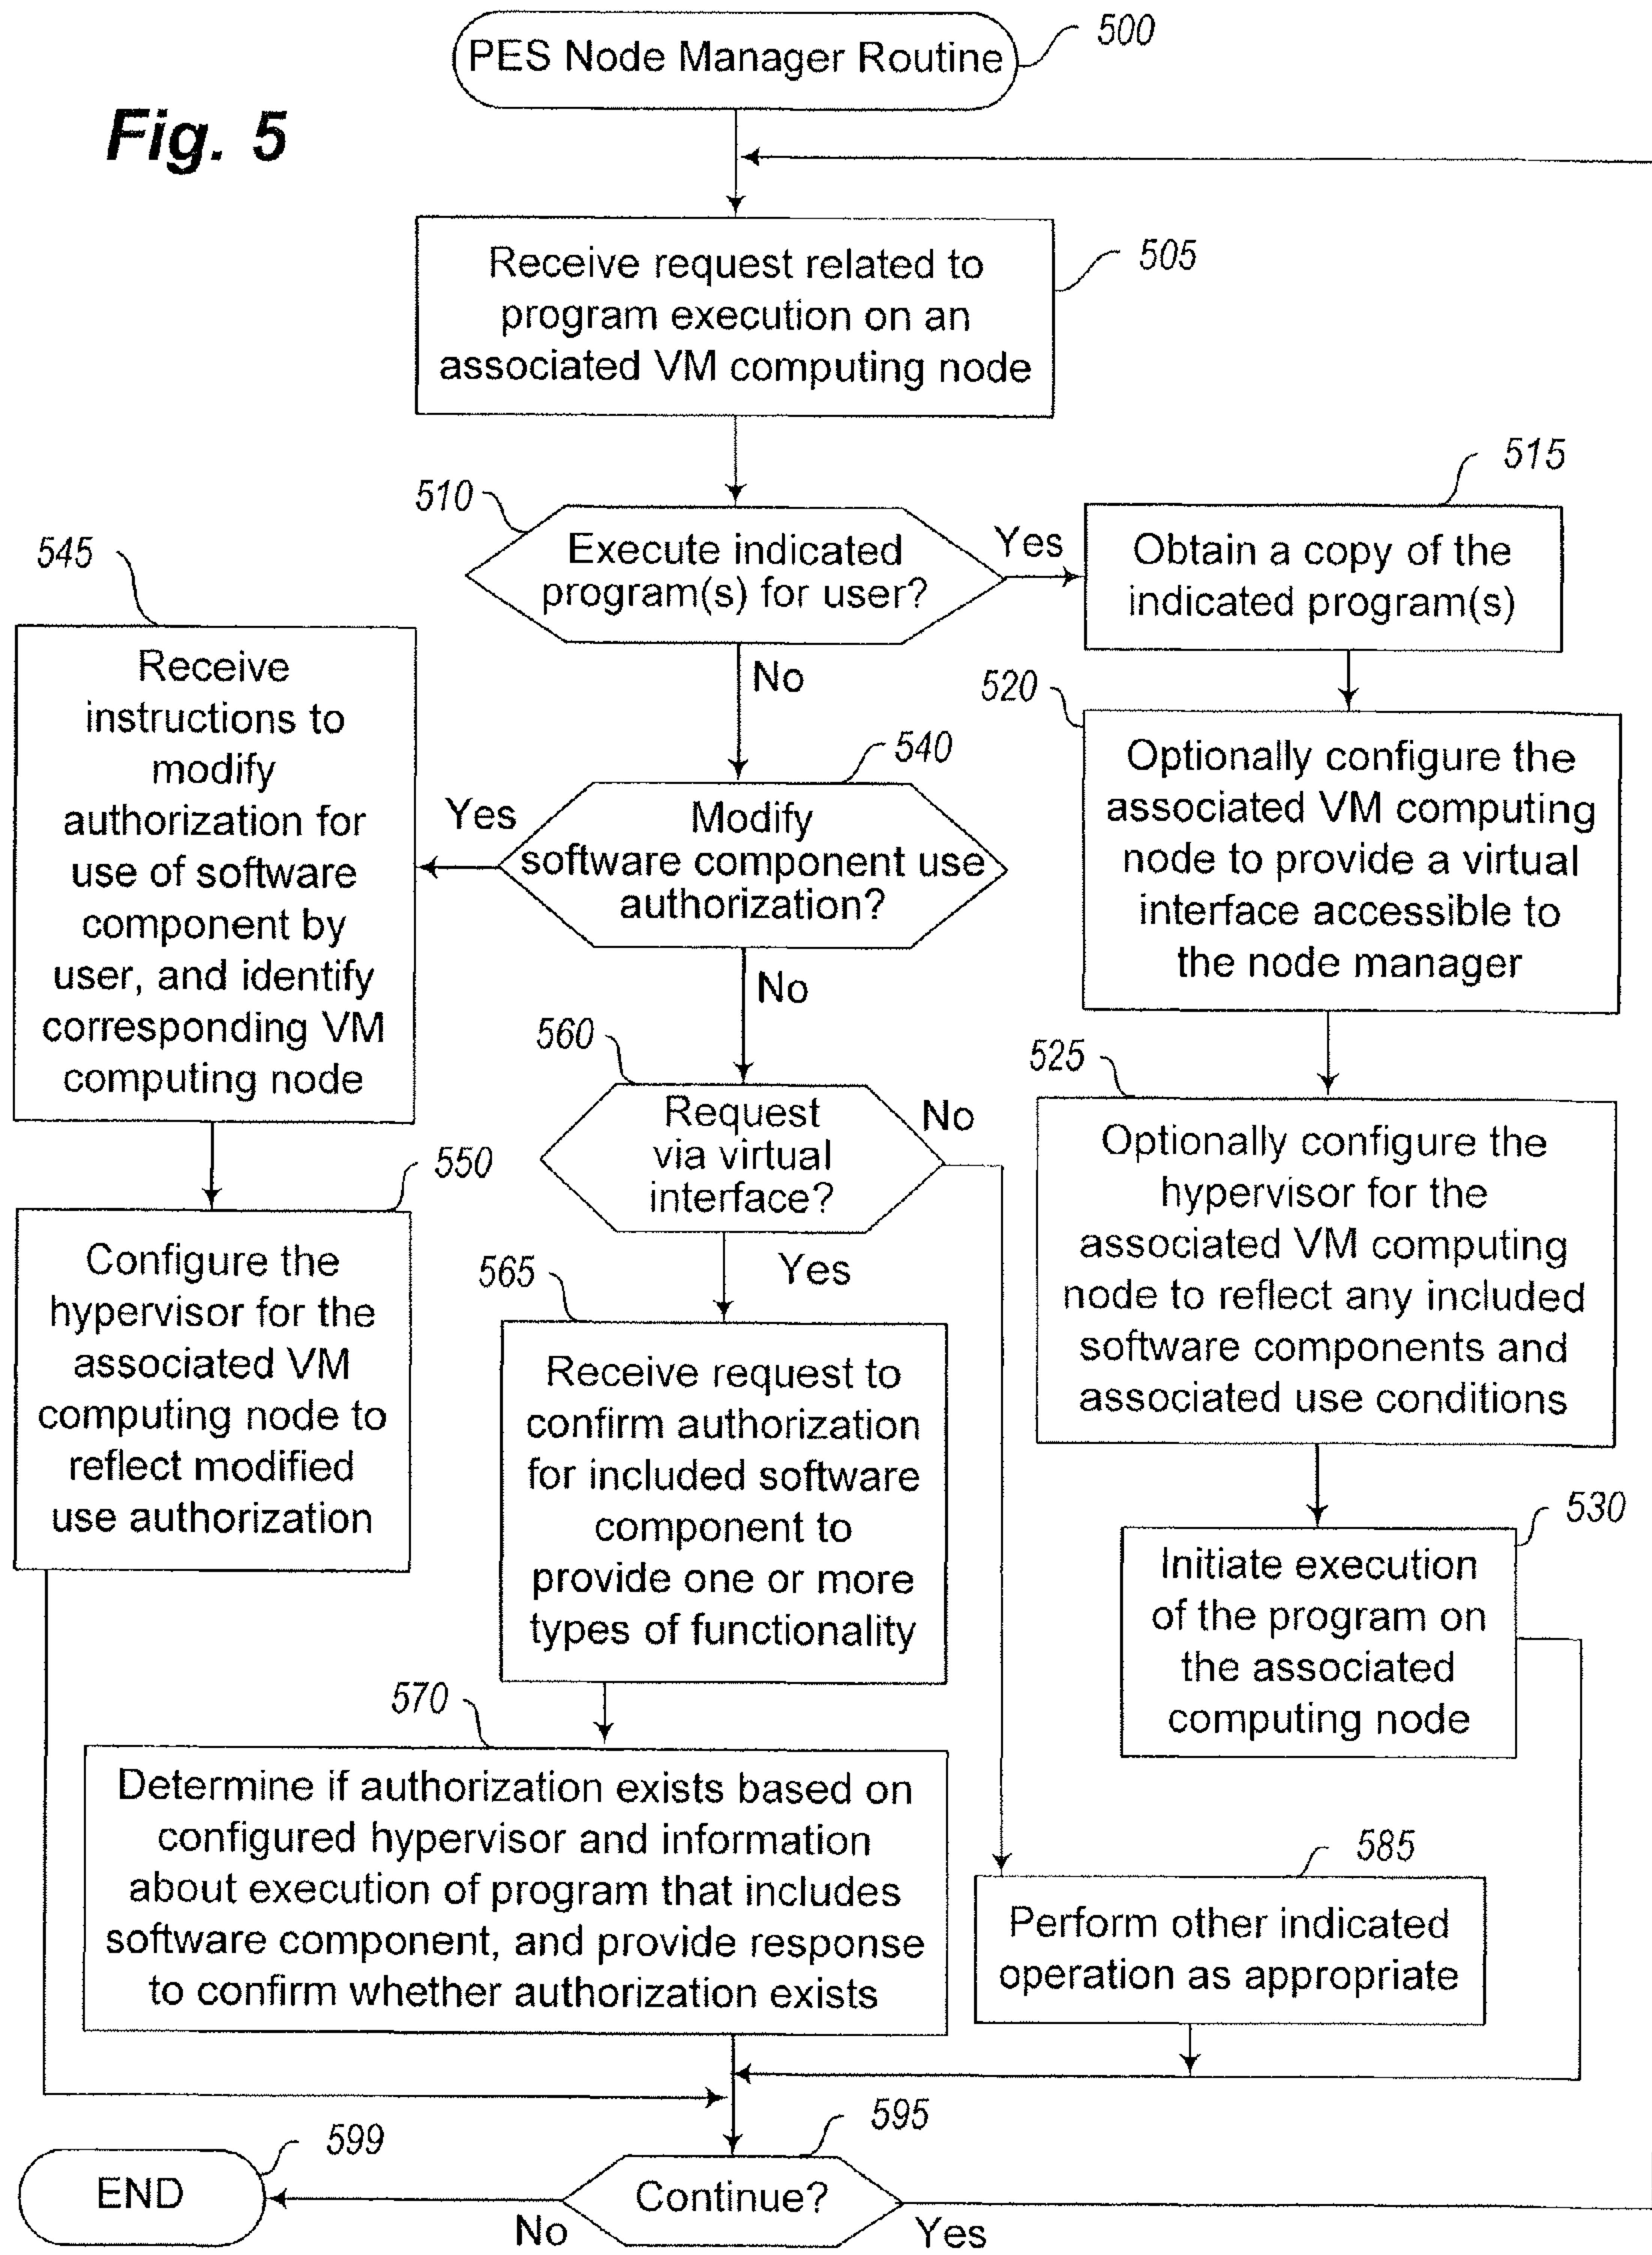 Fig. 5
PES Node Manager Routine
500
Receive request related to
program execution on an
associated VM computing node
505
510
Execute indicated
program(s) for user?
Yes
No
515
Obtain a copy of the
indicated program(s)
520
Optionally configure the
associated VM computing
node to provide a virtual
interface accessible to
the node manager
525
Optionally configure the
hypervisor for the
associated VM computing
node to reflect any included
software components and
associated use conditions
530
Initiate execution
of the program on
the associated
computing node
540
Modify
software component use
authorization?
Yes
No
545
Receive
instructions to
modify
authorization for
use of software
component by
user, and identify
corresponding VM
computing node
550
Configure the
hypervisor for the
associated VM
computing node to
reflect modified
use authorization
560
Request
via virtual
interface?
No
Yes
565
Receive request to
confirm authorization
for included software
component to
provide one or more
types of functionality
570
Determine if authorization exists based on
configured hypervisor and information
about execution of program that includes
software component, and provide response
to confirm whether authorization exists
585
Perform other indicated
operation as appropriate
595
Continue?
No
Yes
599
END